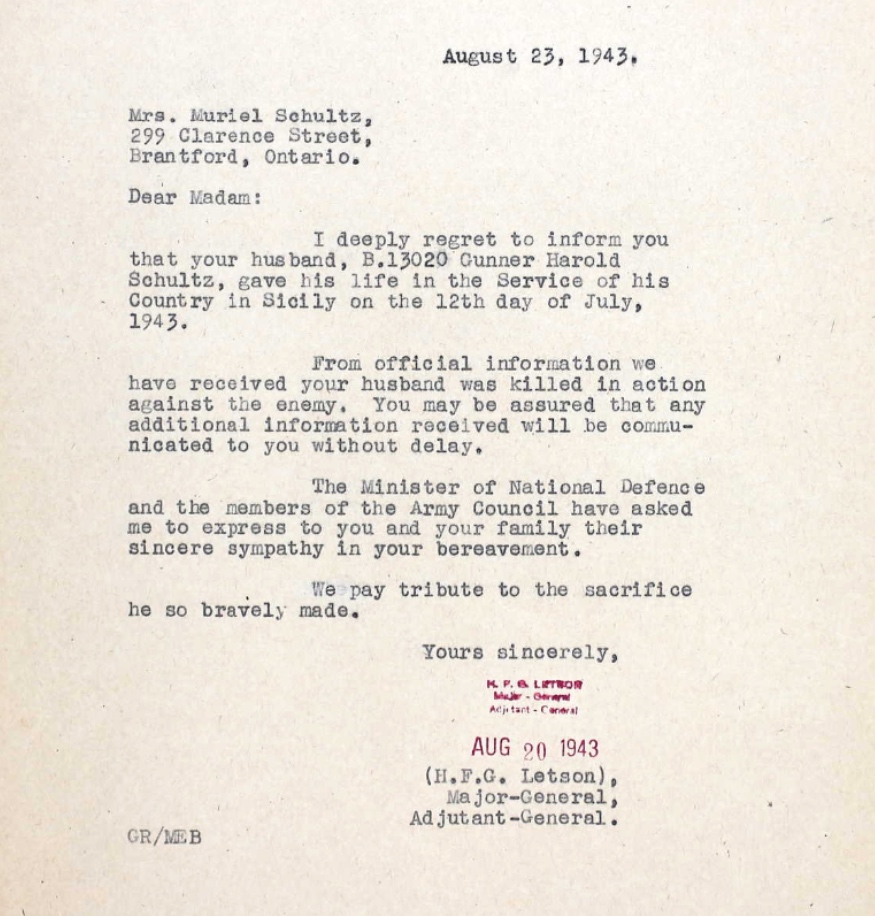 August 23, 1943.
Mrs. Muriel Schultz,
299 Clarence Street,
Brantford, Ontario.
Dear Madam:
I deeply regret to inform you
that your husband, B.13020 Gunner Harold
Schultz, gave his life in the Service of his
Country in Sicily on the 12th day of July,
1943.
From official information we
have received your husband was killed in action
against the enemy. You may be assured that any
additional information received will be commu-
nicated to you without delay.
The Minister of National Defence
and the members of the Army Council have asked
me to express to you and your family their
sincere sympathy in your bereavement.
We pay tribute to the sacrifice
he so bravely made.
Yours sincerely,
H. F. G. LETSON
Major - General
Adjutant - General
AUG 20 1943
(H.F.G. Letson),
Major-General,
Adjutant-General.
GR/MEB